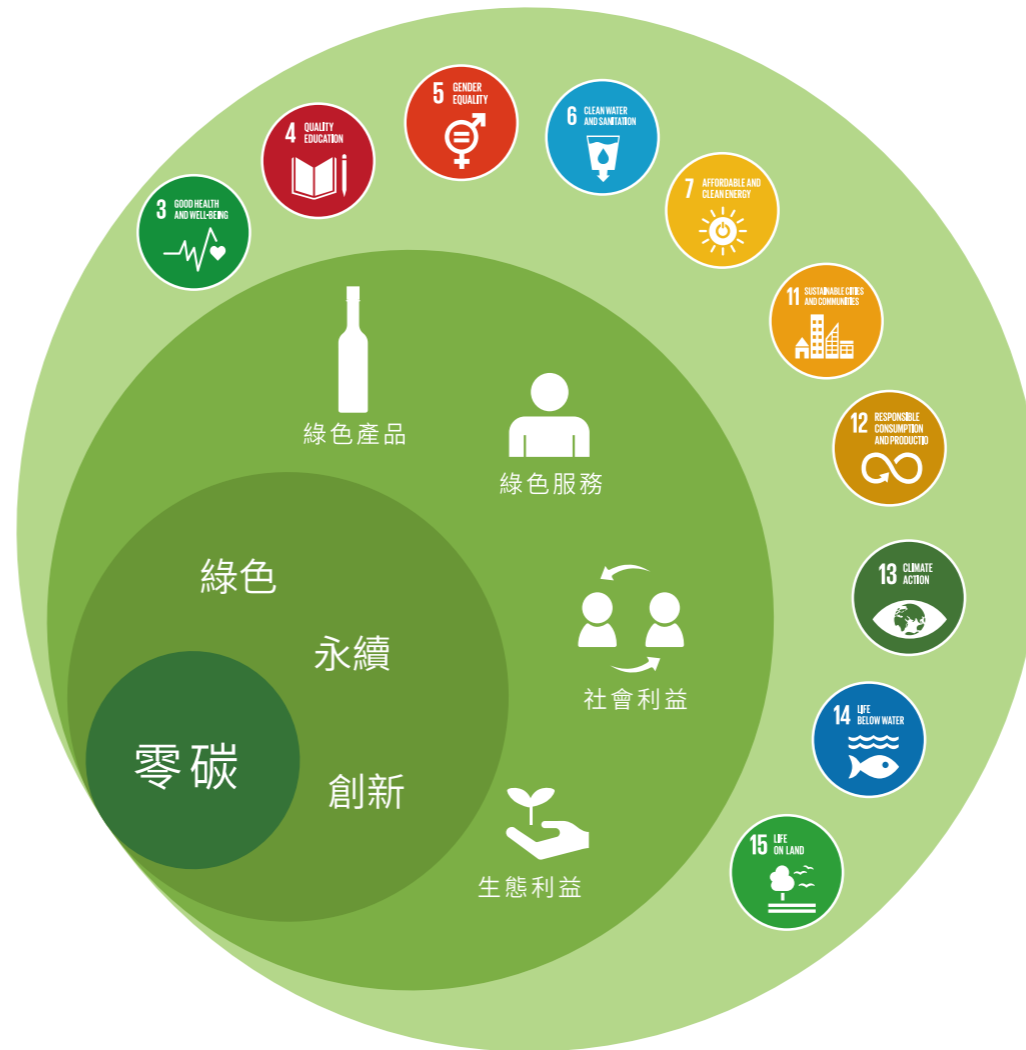 5 GENDER
EQUALITY
4 QUALITY
EDUCATION
6 CLEAN WATER
AND SANITATION
3 GOOD HEALTH
AND WELL-BEING
7 AFFORDABLE AND
CLEAN ENERGY
11 SUSTAINABLE CITIES
AND COMMUNITIES
12 RESPONSIBLE
CONSUMPTION
AND PRODUCTIO
13 CLIMATE
ACTION
14 LIFE
BELOW WATER
15 LIFE
ON LAND
綠色產品
綠色服務
社會利益
生態利益
綠色
永續
創新
零碳